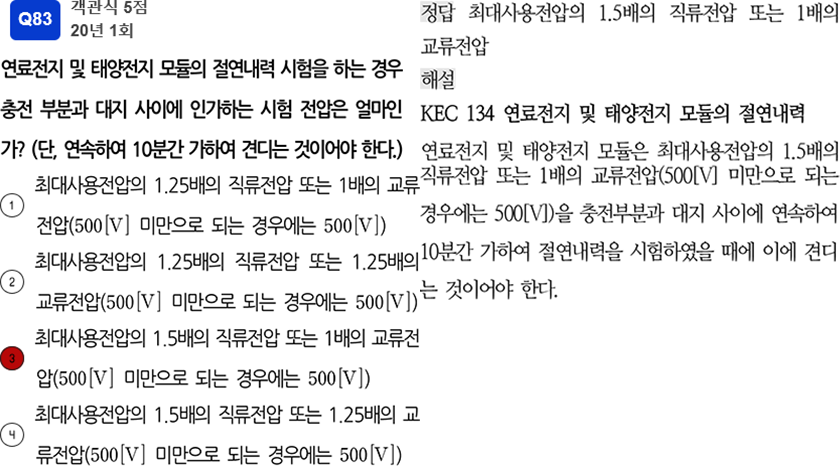 Q83
객관식 5점
20년 1회
연료전지 및 태양전지 모듈의 절연내력 시험을 하는 경우
충전 부분과 대지 사이에 인가하는 시험 전압은 얼마인
가? (단, 연속하여 10분간 가하여 견디는 것이어야 한다.)
① 최대사용전압의 1.25배의 직류전압 또는 1배의 교류
전압(500[V] 미만으로 되는 경우에는 500[V])
② 최대사용전압의 1.25배의 직류전압 또는 1.25배의
교류전압(500[V] 미만으로 되는 경우에는 500[V])
③ 최대사용전압의 1.5배의 직류전압 또는 1배의 교류전
압(500[V] 미만으로 되는 경우에는 500[V])
④ 최대사용전압의 1.5배의 직류전압 또는 1.25배의 교
류전압(500[V] 미만으로 되는 경우에는 500[V])
정답 최대사용전압의 1.5배의 직류전압 또는 1배의
교류전압
해설
KEC 134 연료전지 및 태양전지 모듈의 절연내력
연료전지 및 태양전지 모듈은 최대사용전압의 1.5배의
직류전압 또는 1배의 교류전압(500[V] 미만으로 되는
경우에는 500[V])을 충전부분과 대지 사이에 연속하여
10분간 가하여 절연내력을 시험하였을 때에 이에 견디
는 것이어야 한다.